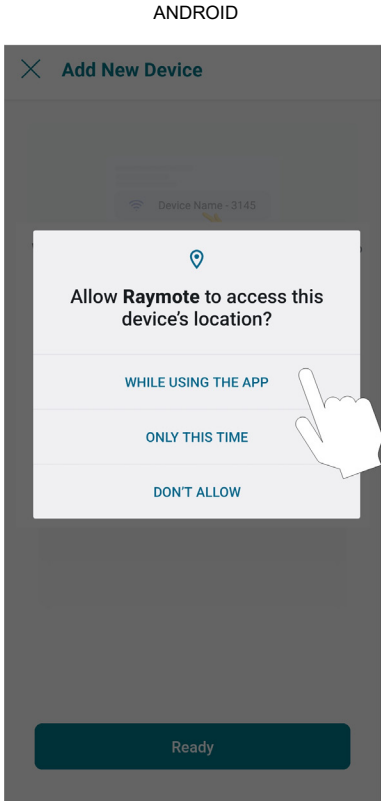 ANDROID
Add New Device
Device Name - 3145
Allow Raymote to access this
device's location?
WHILE USING THE APP
ONLY THIS TIME
DON'T ALLOW
Ready